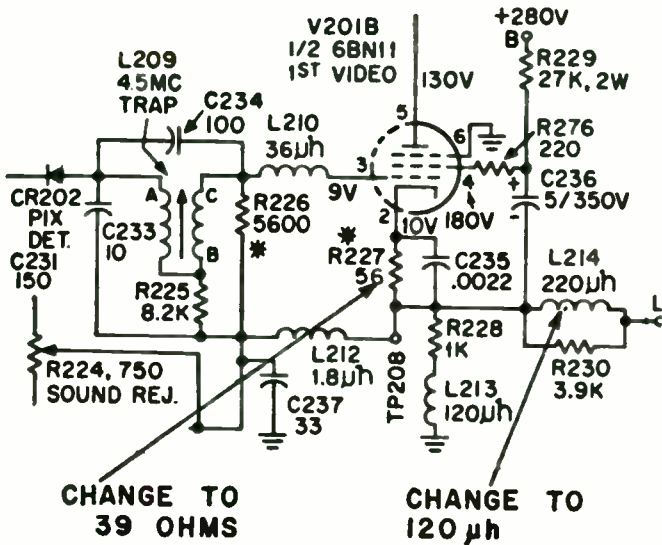 V201B
1/2 6BN11
1ST VIDEO
+280V
B
R229
27K, 2W
L209
4.5MC
TRAP
130V
C234
100
L210
36µh
5
6
R276
220
3
9V
4
+
C236
5/350V
-
CR202
PIX
DET.
A
C
B
C233
10
R226
5600
*
2
10V
180V
*
R227
56
C235
.0022
L214
220µh
C231
150
R225
8.2K
L
R224, 750
SOUND REJ.
L212
1.8µh
TP208
R228
1K
R230
3.9K
C237
33
L213
120µh
CHANGE TO
39 OHMS
CHANGE TO
120 µh